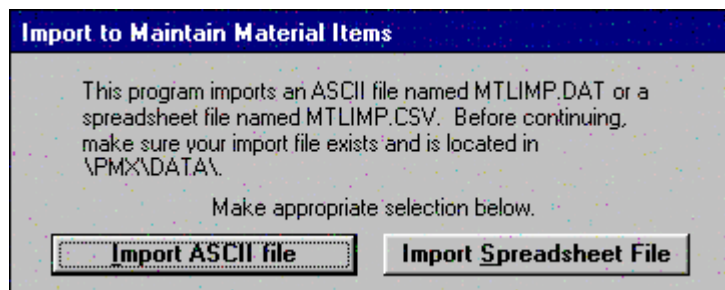 Import to Maintain Material Items
This program imports an ASCII file named MTLIMP.DAT or a
spreadsheet file named MTLIMP.CSV. Before continuing,
make sure your import file exists and is located in
\PMX\DATA\.
Make appropriate selection below.
Import ASCII file
Import Spreadsheet File